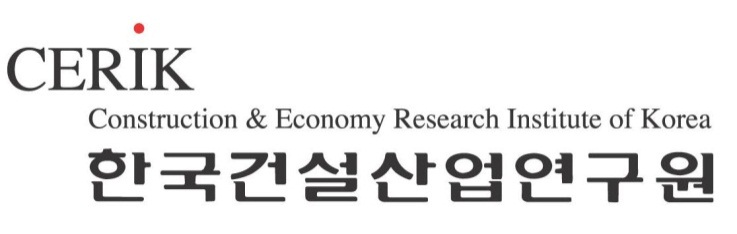 CERIK
Construction & Economy Research Institute of Korea
한국건설산업연구원